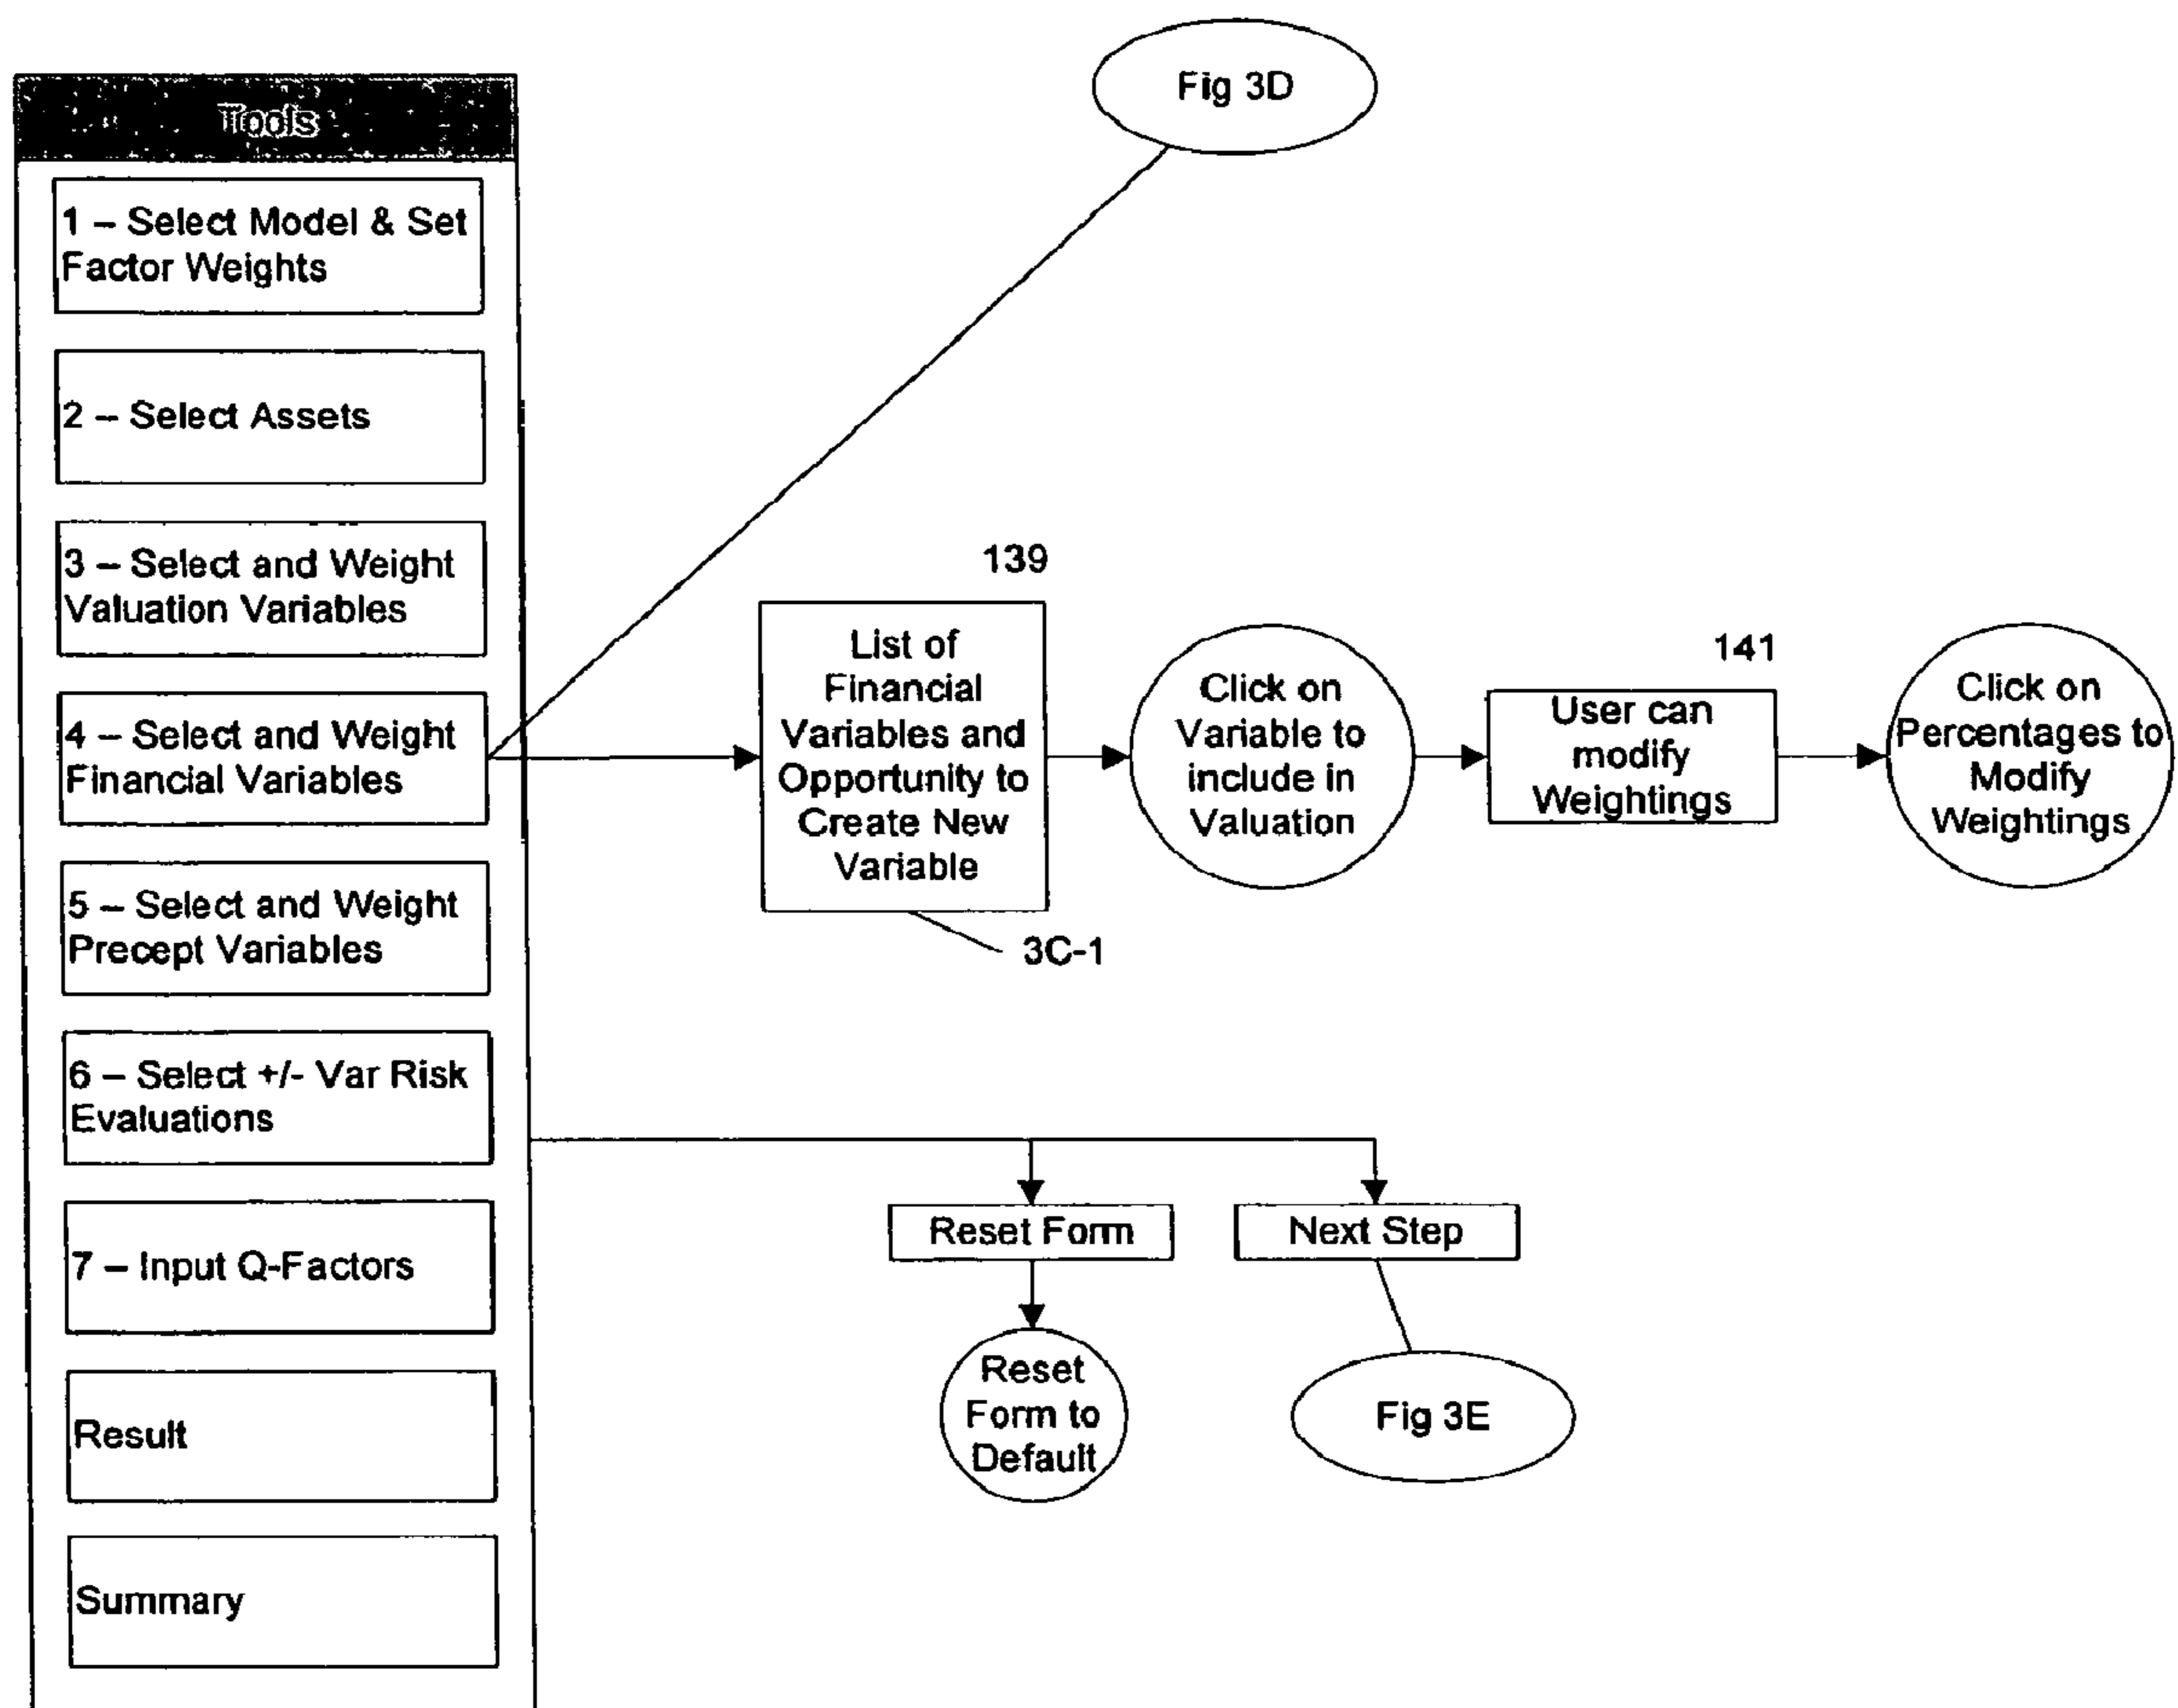 Fig 3D
Tools
1 – Select Model & Set
Factor Weights
2 – Select Assets
3 – Select and Weight
Valuation Variables
4 – Select and Weight
Financial Variables
5 – Select and Weight
Precept Variables
6 – Select +/- Var Risk
Evaluations
7 – Input Q-Factors
Result
Summary
139
List of
Financial
Variables and
Opportunity to
Create New
Variable
3C-1
Click on
Variable to
include in
Valuation
141
User can
modify
Weightings
Click on
Percentages to
Modify
Weightings
Reset Form
Next Step
Reset
Form to
Default
Fig 3E